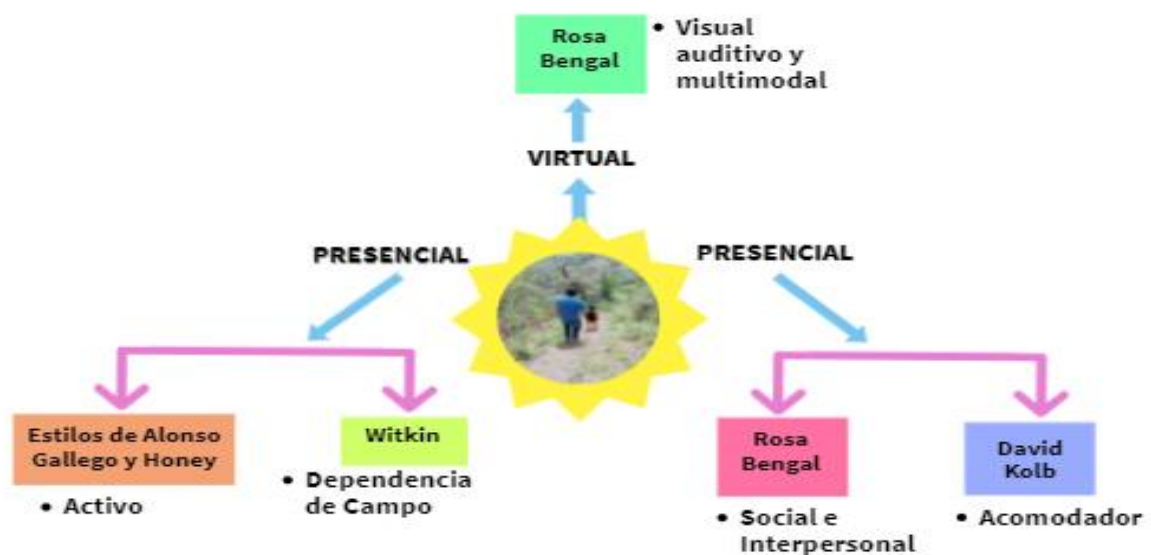 Rosa
Bengal
• Visual
auditivo y
multimodal
VIRTUAL
PRESENCIAL
PRESENCIAL
Estilos de Alonso
Gallego y Honey
• Activo
Witkin
• Dependencia
de Campo
Rosa
Bengal
• Social e
Interpersonal
David
Kolb
• Acomodador